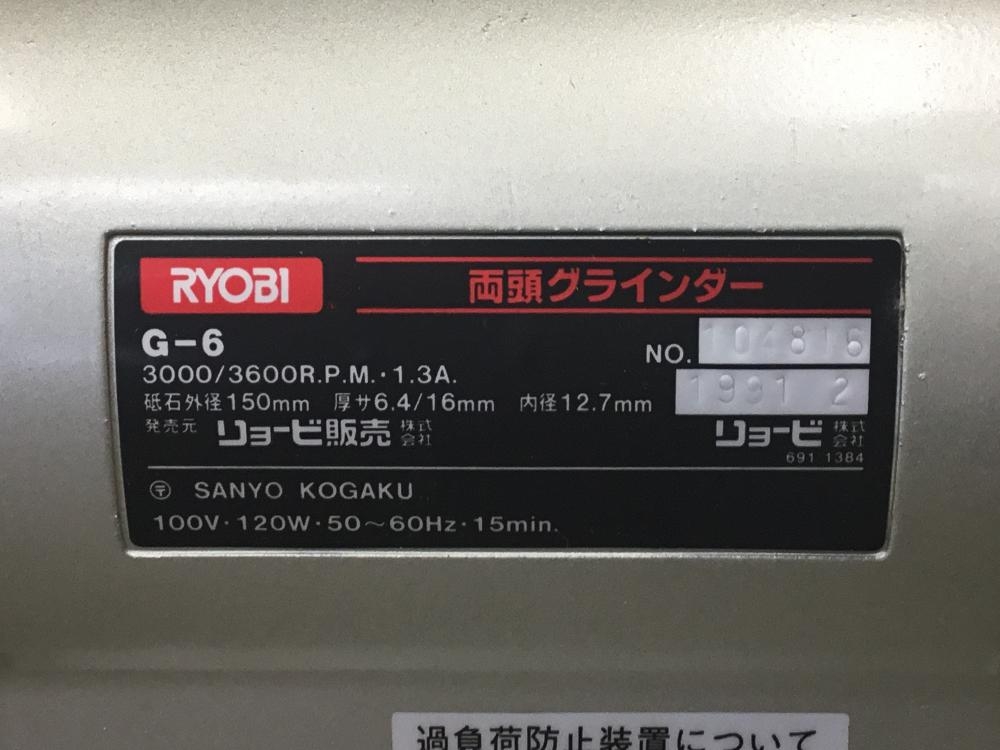 RYOBI 両頭グラインダー
G-6
NO. 104816
3000/3600R.P.M.・1.3A.
1991 2
砥石外径150mm 厚サ6.4/16mm 内径12.7mm
発売元 リョービ販売 株式会社
リョービ 株式会社
691 1384
〶 SANYO KOGAKU
100V・120W・50〜60Hz・15min.
過負荷防止装置について